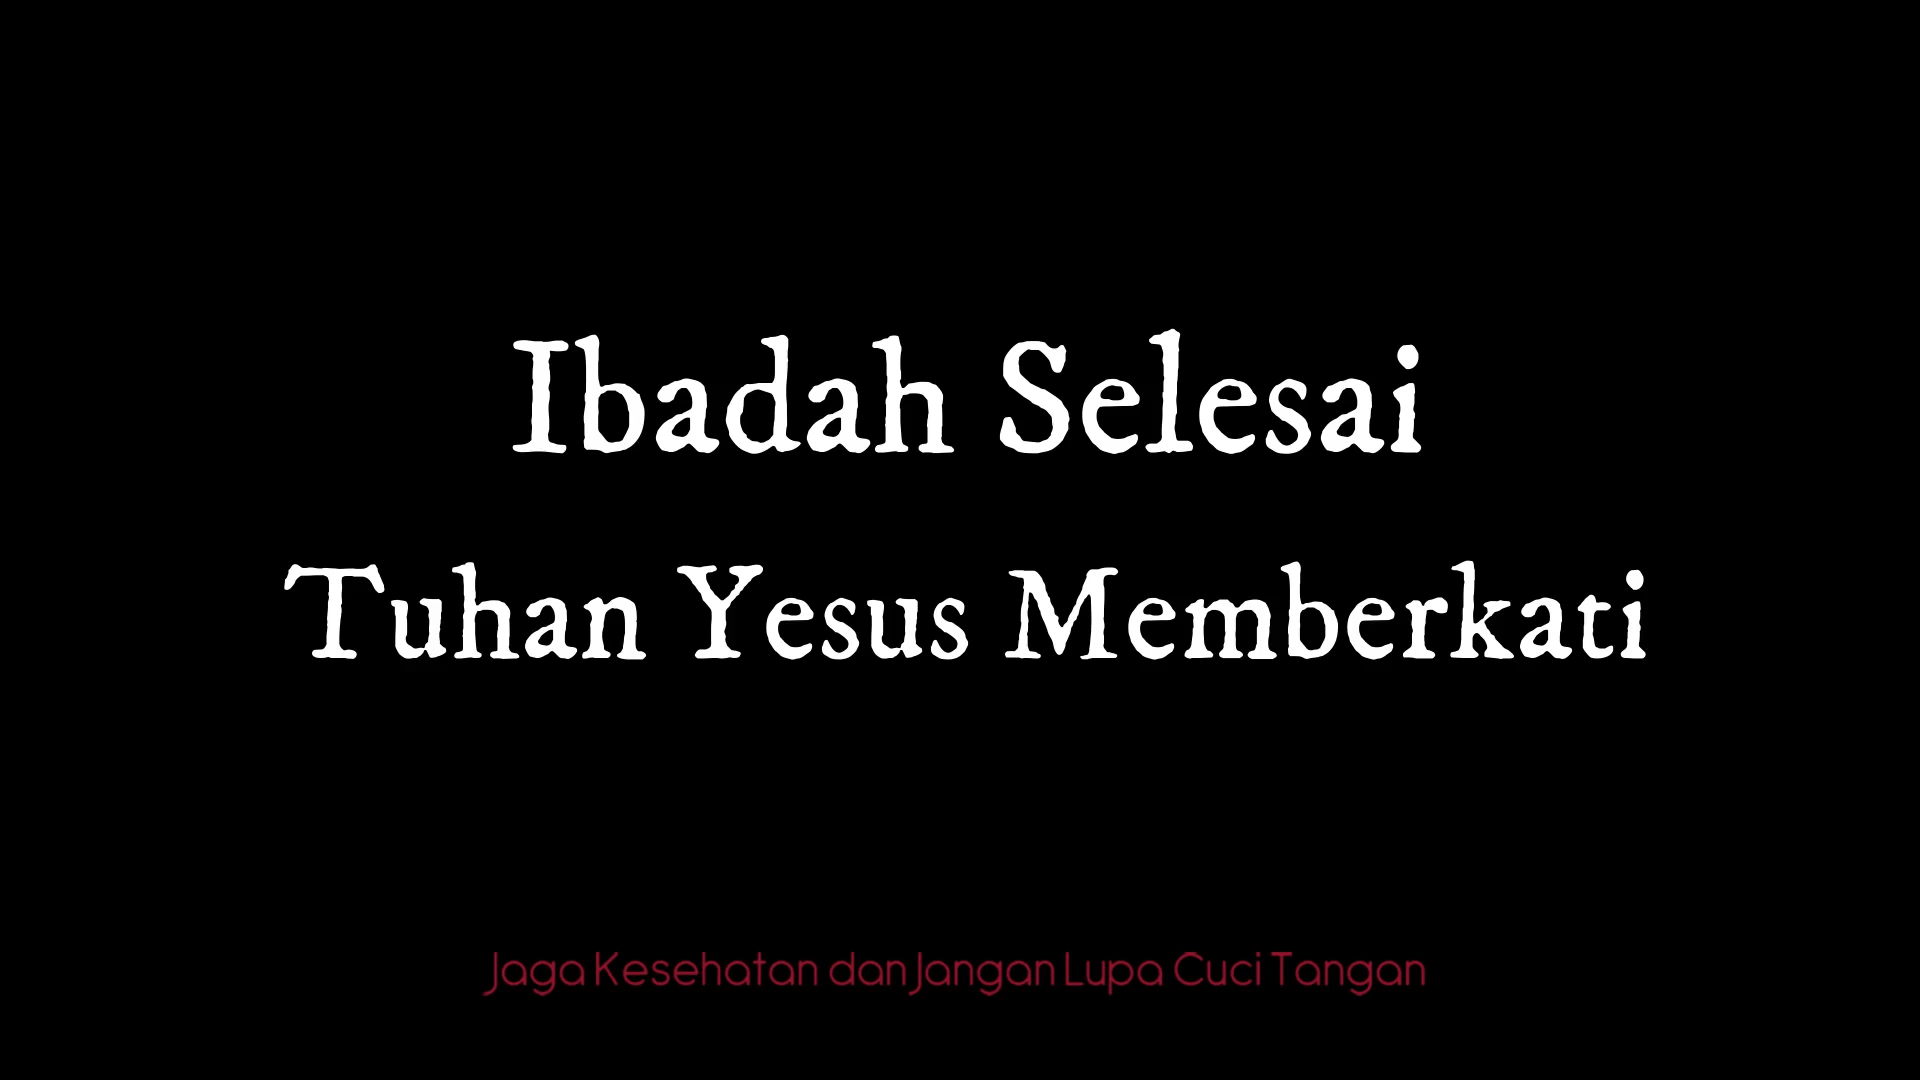 Ibadah Selesai
Tuhan Yesus Memberkati
Jaga Kesehatan dan Jangan Lupa Cuci Tangan